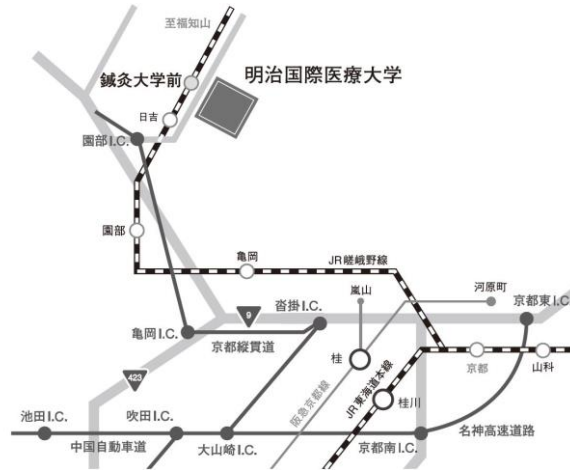 至福知山
鍼灸大学前
明治国際医療大学
日吉
園部I.C.
園部
亀岡
JR嵯峨野線
嵐山
河原町
京都東I.C.
沓掛I.C.
9
亀岡I.C.
京都縦貫道
桂
京都
山科
423
阪急京都線
JR東海道本線
桂川
池田I.C.
吹田I.C.
中国自動車道
大山崎I.C.
京都南I.C.
名神高速道路